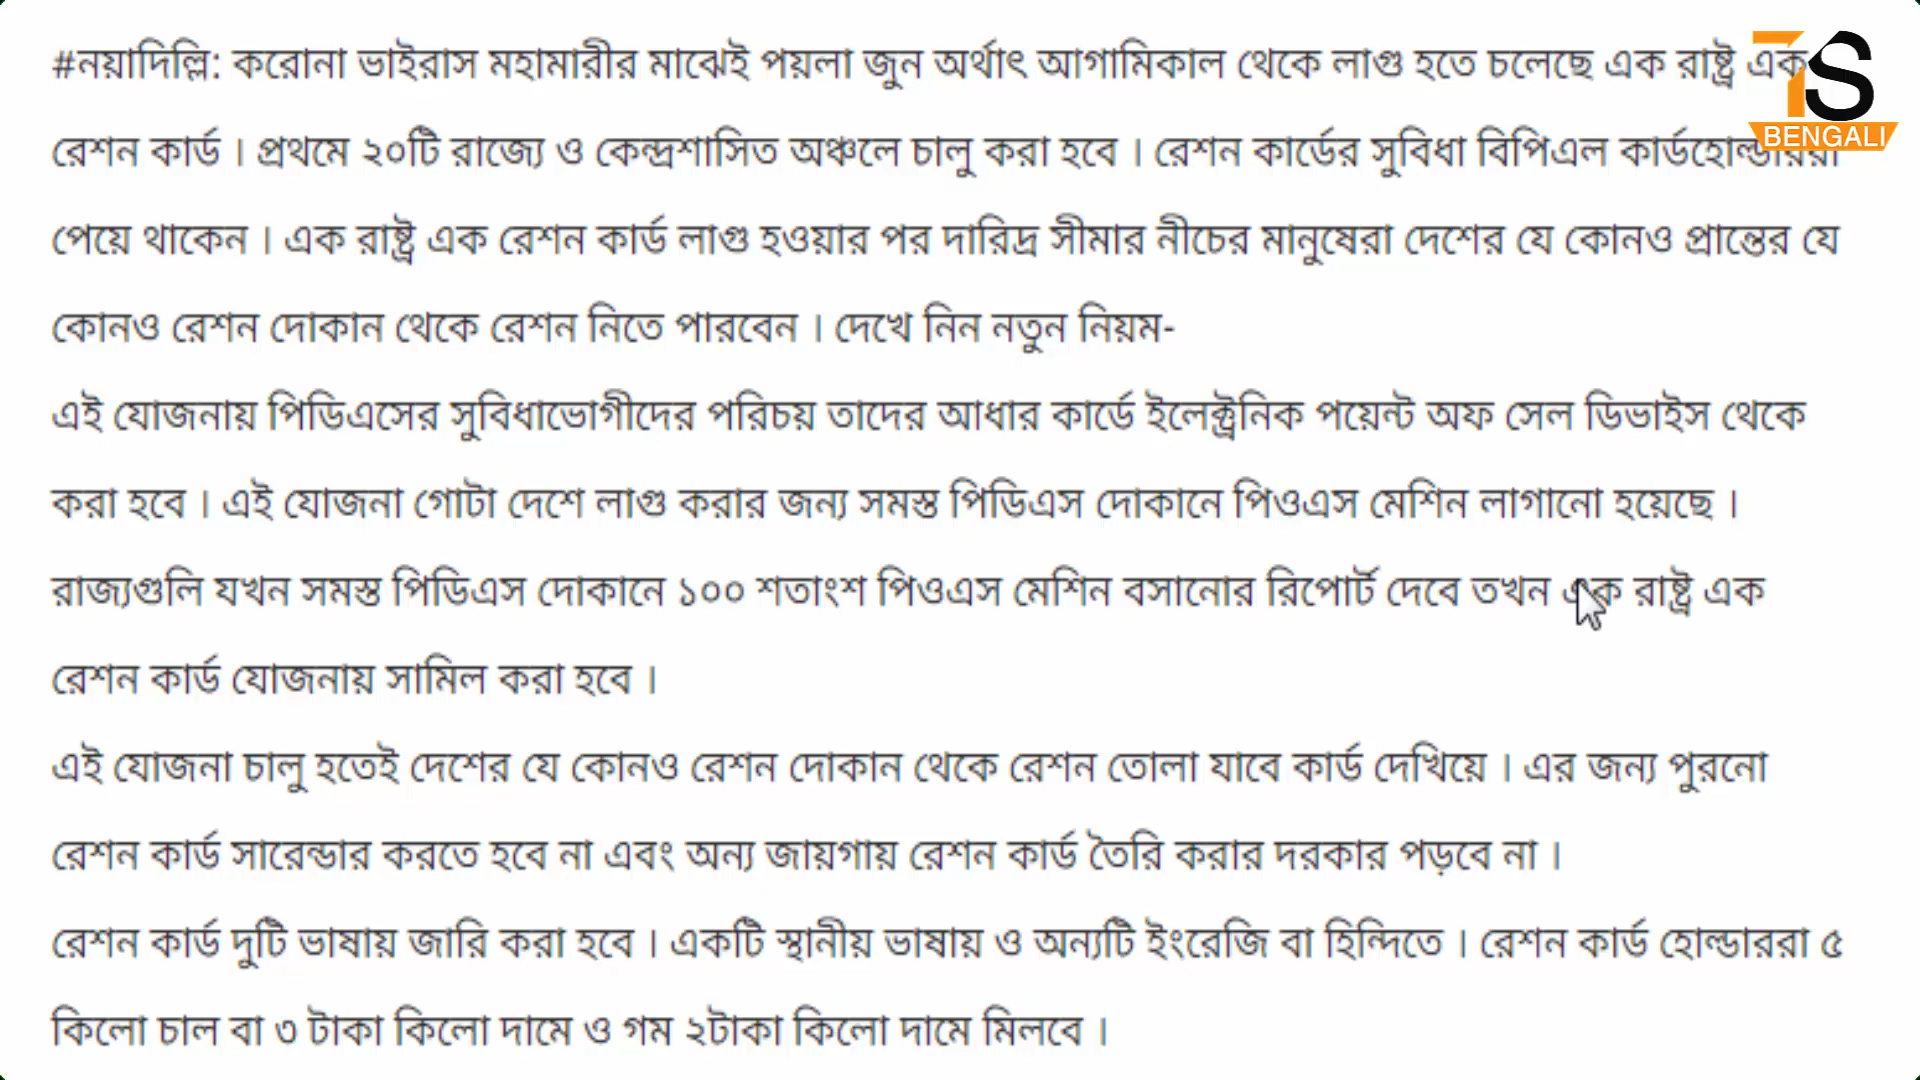 #নয়াদিল্লি: করোনা ভাইরাস মহামারীর মাঝেই পয়লা জুন অর্থাৎ আগামিকাল থেকে লাগু হতে চলেছে এক রাষ্ট্র এক
রেশন কার্ড । প্রথমে ২০টি রাজ্যে ও কেন্দ্রশাসিত অঞ্চলে চালু করা হবে । রেশন কার্ডের সুবিধা বিপিএল কার্ডহোল্ডাররা
পেয়ে থাকেন । এক রাষ্ট্র এক রেশন কার্ড লাগু হওয়ার পর দারিদ্র সীমার নীচের মানুষেরা দেশের যে কোনও প্রান্তের যে
কোনও রেশন দোকান থেকে রেশন নিতে পারবেন । দেখে নিন নতুন নিয়ম-
এই যোজনায় পিডিএসের সুবিধাভোগীদের পরিচয় তাদের আধার কার্ডে ইলেক্ট্রনিক পয়েন্ট অফ সেল ডিভাইস থেকে
করা হবে । এই যোজনা গোটা দেশে লাগু করার জন্য সমস্ত পিডিএস দোকানে পিওএস মেশিন লাগানো হয়েছে ।
রাজ্যগুলি যখন সমস্ত পিডিএস দোকানে ১০০ শতাংশ পিওএস মেশিন বসানোর রিপোর্ট দেবে তখন এক রাষ্ট্র এক
রেশন কার্ড যোজনায় সামিল করা হবে ।
এই যোজনা চালু হতেই দেশের যে কোনও রেশন দোকান থেকে রেশন তোলা যাবে কার্ড দেখিয়ে । এর জন্য পুরনো
রেশন কার্ড সারেন্ডার করতে হবে না এবং অন্য জায়গায় রেশন কার্ড তৈরি করার দরকার পড়বে না ।
রেশন কার্ড দুটি ভাষায় জারি করা হবে । একটি স্থানীয় ভাষায় ও অন্যটি ইংরেজি বা হিন্দিতে । রেশন কার্ড হোল্ডাররা ৫
কিলো চাল বা ৩ টাকা কিলো দামে ও গম ২টাকা কিলো দামে মিলবে ।
7S
BENGALI